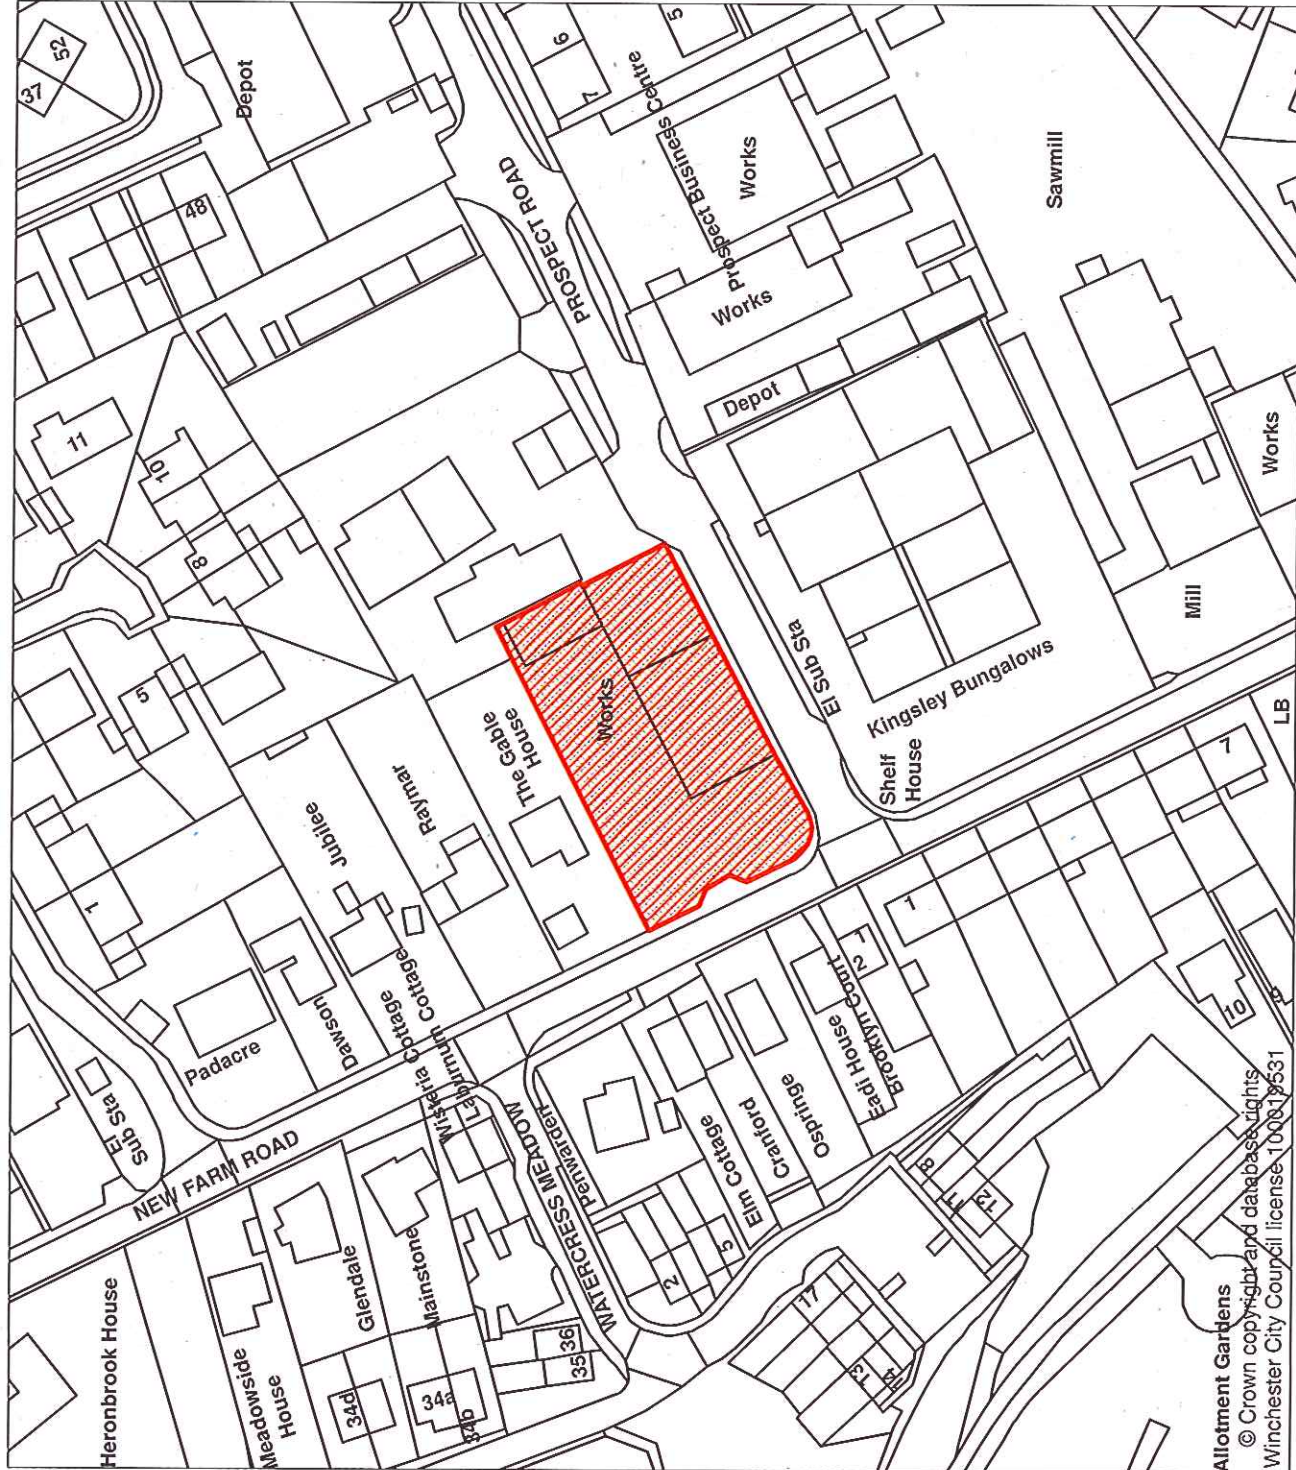 37
52
Depot
6
5
7
Prospect Business Centre
Works
Sawmill
PROSPECT ROAD
48
Works
Depot
11
10
8
Works
Mill
El Sub Sta
Kingsley Bungalows
Works
The Gable
House
Shelf
House
LB
7
5
Raymar
Jubilee
1
1
2
1
10
9
Eadi House
Brooklyn Court
Ospringe
Cranford
Elm Cottage
Padacre
Dawson
Wisteria Cottage
Laburnum Cottage
Penwarden
WATERCRESS MEADOW
El
Sub Sta
NEW FARM ROAD
8
11
12
2
5
17
13
14
Glendale
Mainstone
36
35
34d
34a
34b
Meadowside
House
Heronbrook House
Allotment Gardens
© Crown copyright and database rights
Winchester City Council license 100019531